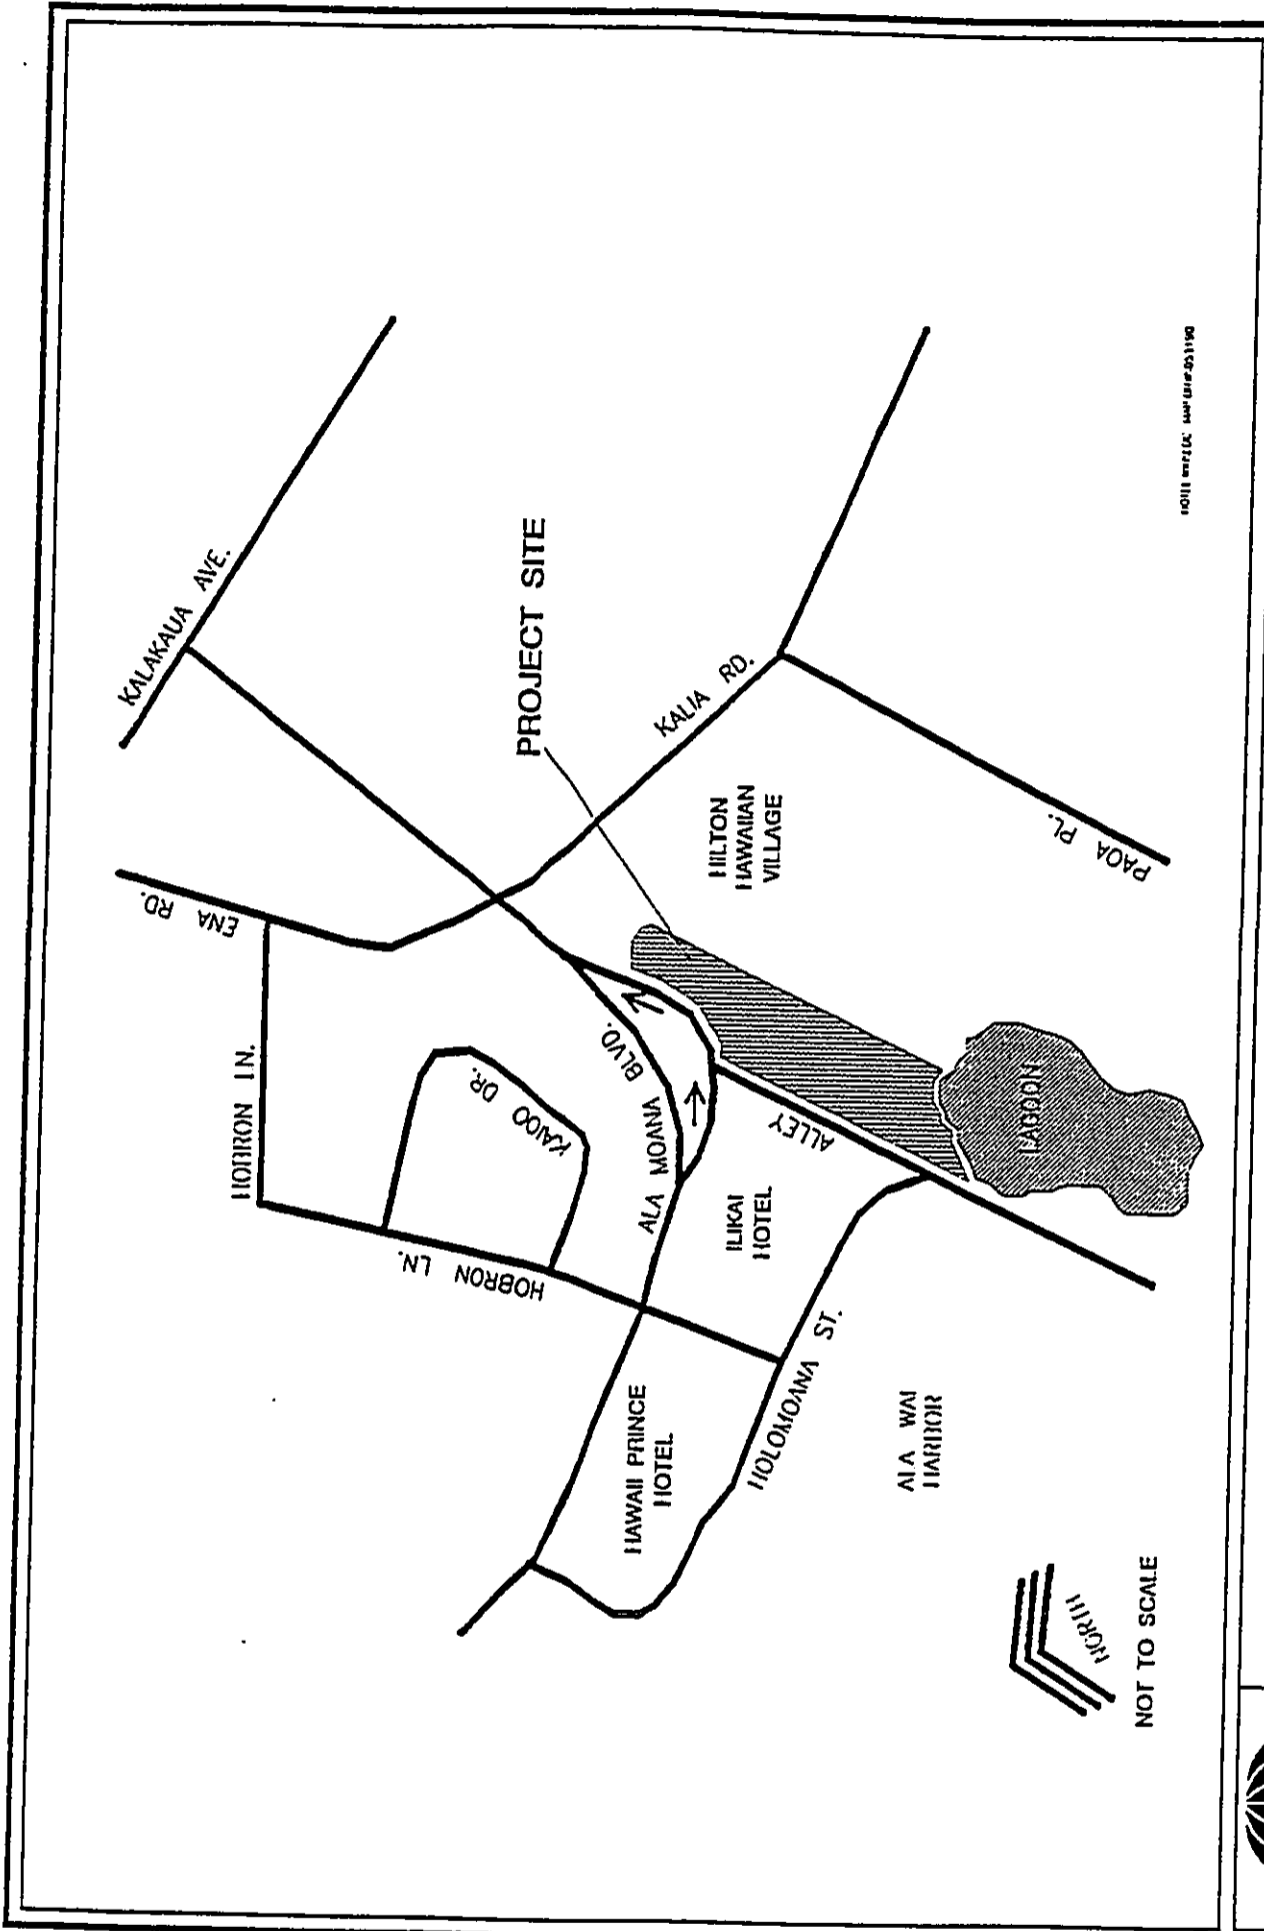 KALAKAUA AVE.
ENA RD.
HOBRON LN.
KAIOO DR.
HOBRON LN.
ALA MOANA BLVD.
PROJECT SITE
KALIA RD.
HILTON
HAWAIIAN
VILLAGE
PAOA PL.
ALLEY
LAGOON
ILIKAI
HOTEL
HAWAII PRINCE
HOTEL
HOLOMOANA ST.
ALA WAI
HARBOR
NORTH
NOT TO SCALE